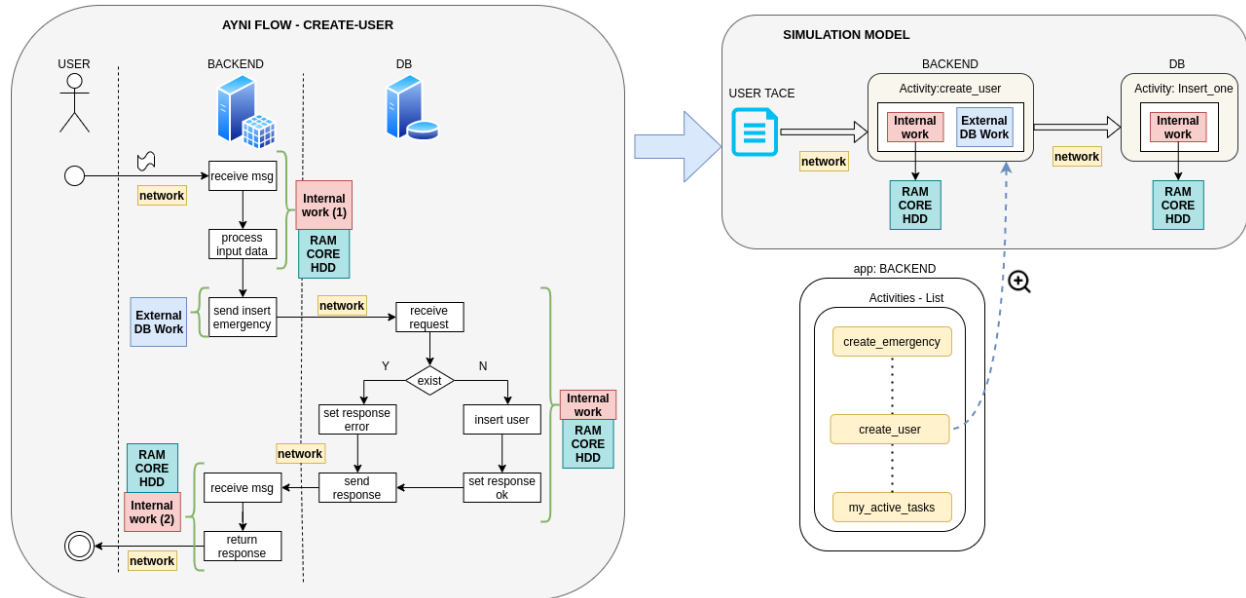 AYNI FLOW - CREATE-USER
USER
BACKEND
DB
network
receive msg
Internal
work (1)
process
input data
RAM
CORE
HDD
External
DB Work
send insert
emergency
network
receive
request
Y
exist
N
set response
error
insert user
Internal
work
RAM
CORE
HDD
network
RAM
CORE
HDD
Internal
work (2)
receive msg
send
response
set response
ok
return
response
network
SIMULATION MODEL
BACKEND
DB
USER TACE
Activity:create_user
Activity: Insert_one
Internal
work
External
DB Work
Internal
work
network
network
RAM
CORE
HDD
RAM
CORE
HDD
app: BACKEND
Activities - List
create_emergency
create_user
my_active_tasks